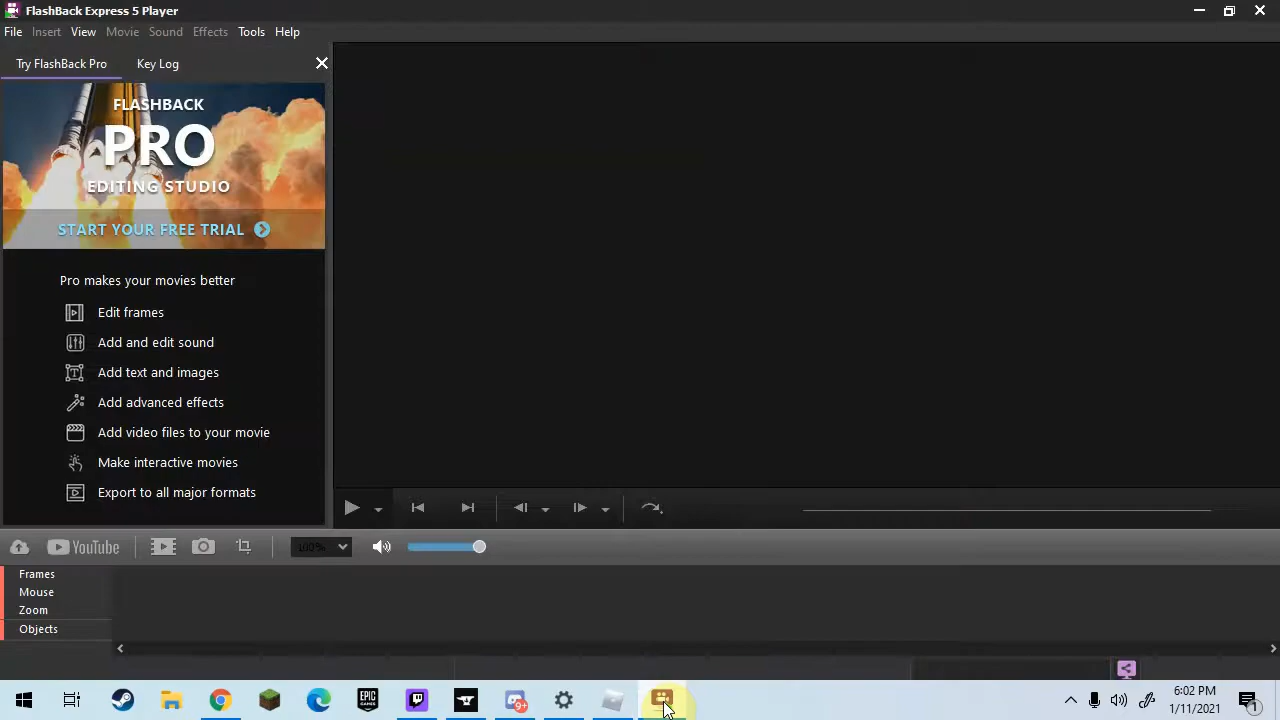 FlashBack Express 5 Player
File Insert View Movie Sound Effects Tools Help
Try FlashBack Pro Key Log
FLASHBACK
PRO
EDITING STUDIO
START YOUR FREE TRIAL
Pro makes your movies better
Edit frames
Add and edit sound
Add text and images
Add advanced effects
Add video files to your movie
Make interactive movies
Export to all major formats
YouTube 100%
Frames
Mouse
Zoom
Objects
EPIC
GAMES
9+
6:02 PM
1/11/2021
1